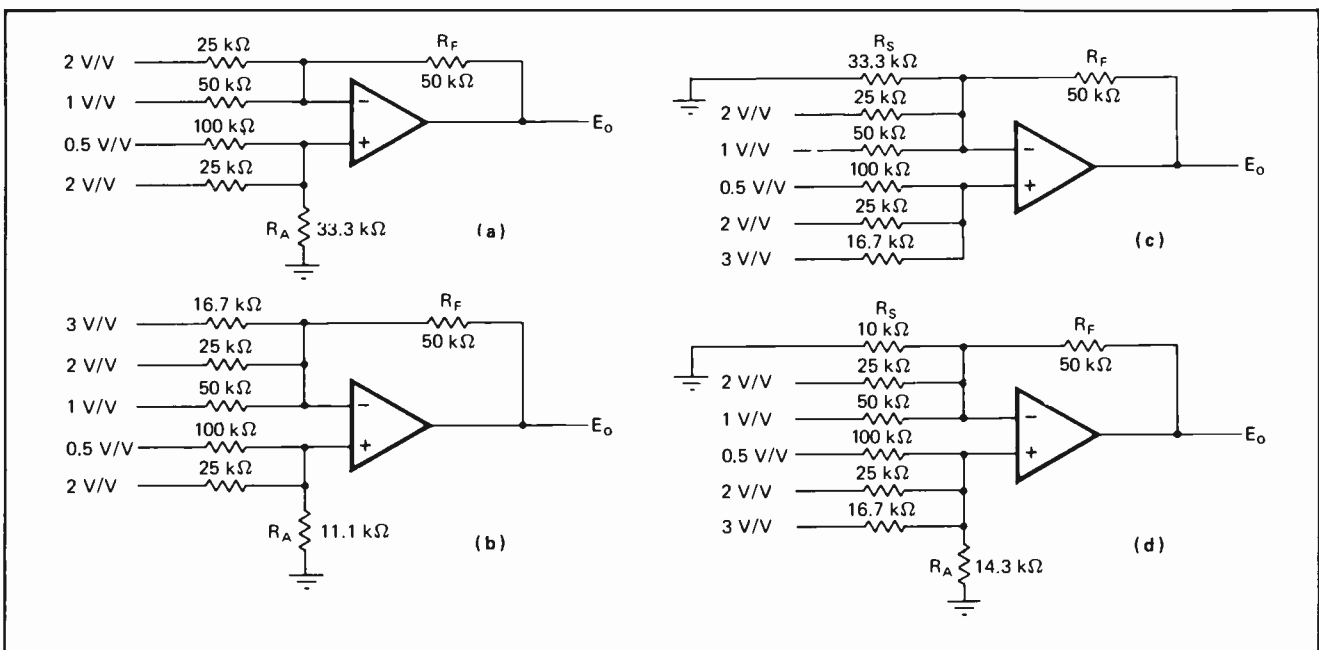 25 kΩ
R_F
2 V/V
50 kΩ
50 kΩ
1 V/V
−
100 kΩ
0.5 V/V
+
E_o
25 kΩ
2 V/V
R_A 33.3 kΩ
(a)
16.7 kΩ
R_F
3 V/V
25 kΩ
50 kΩ
2 V/V
50 kΩ
1 V/V
−
100 kΩ
0.5 V/V
+
E_o
25 kΩ
2 V/V
R_A 11.1 kΩ
(b)
R_S
33.3 kΩ
R_F
25 kΩ
50 kΩ
2 V/V
50 kΩ
1 V/V
−
100 kΩ
0.5 V/V
+
E_o
25 kΩ
2 V/V
16.7 kΩ
3 V/V
(c)
R_S
10 kΩ
R_F
25 kΩ
50 kΩ
2 V/V
50 kΩ
1 V/V
−
100 kΩ
0.5 V/V
+
E_o
25 kΩ
2 V/V
16.7 kΩ
3 V/V
(d)
R_A 14.3 kΩ